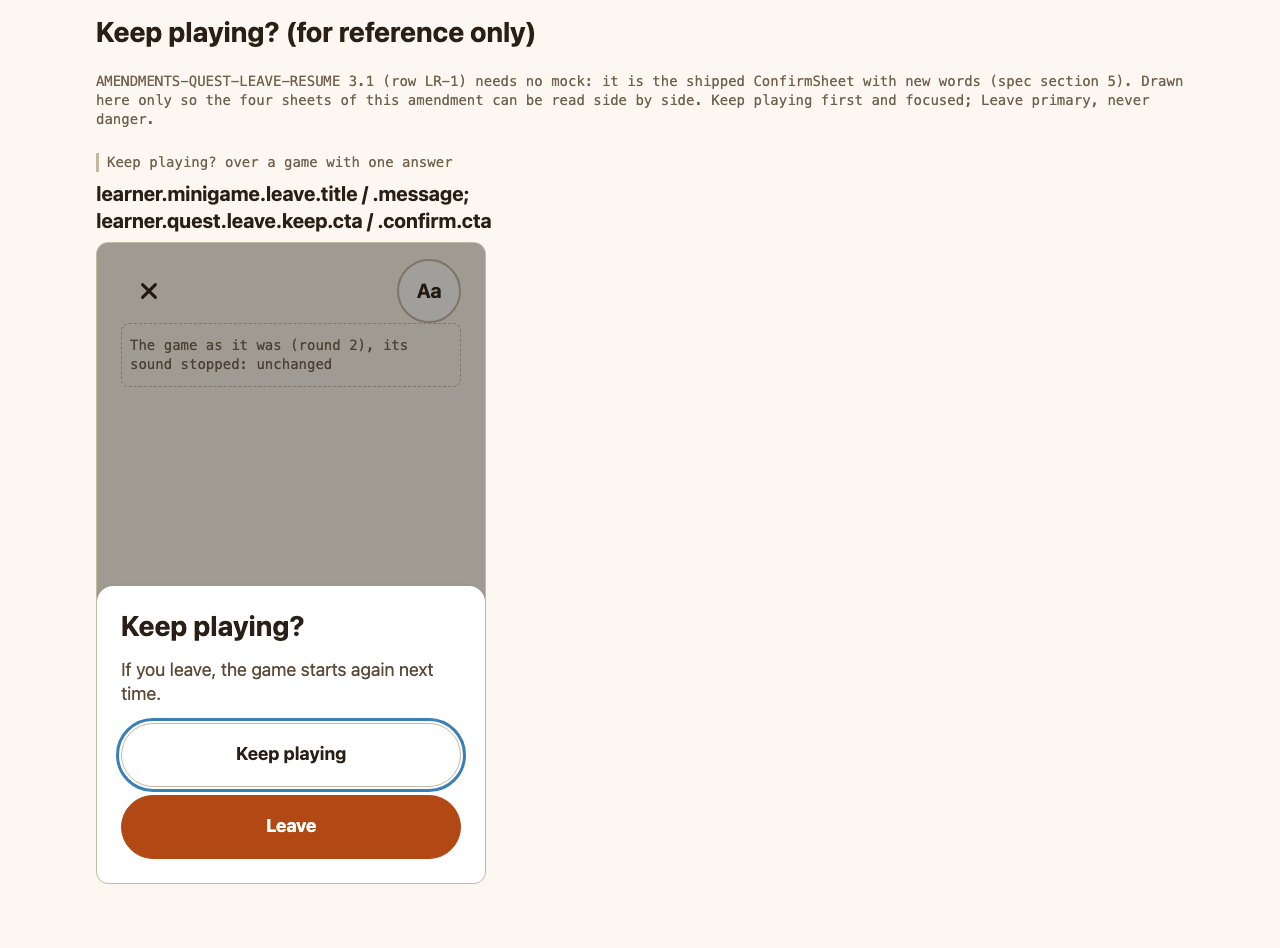 Keep playing? (for reference only)
AMENDMENTS-QUEST-LEAVE-RESUME 3.1 (row LR-1) needs no mock: it is the shipped ConfirmSheet with new words (spec section 5). Drawn
here only so the four sheets of this amendment can be read side by side. Keep playing first and focused; Leave primary, never
danger.
Keep playing? over a game with one answer
learner.minigame.leave.title / .message;
learner.quest.leave.keep.cta / .confirm.cta
Aa
The game as it was (round 2), its
sound stopped: unchanged
Keep playing?
If you leave, the game starts again next
time.
Keep playing
Leave